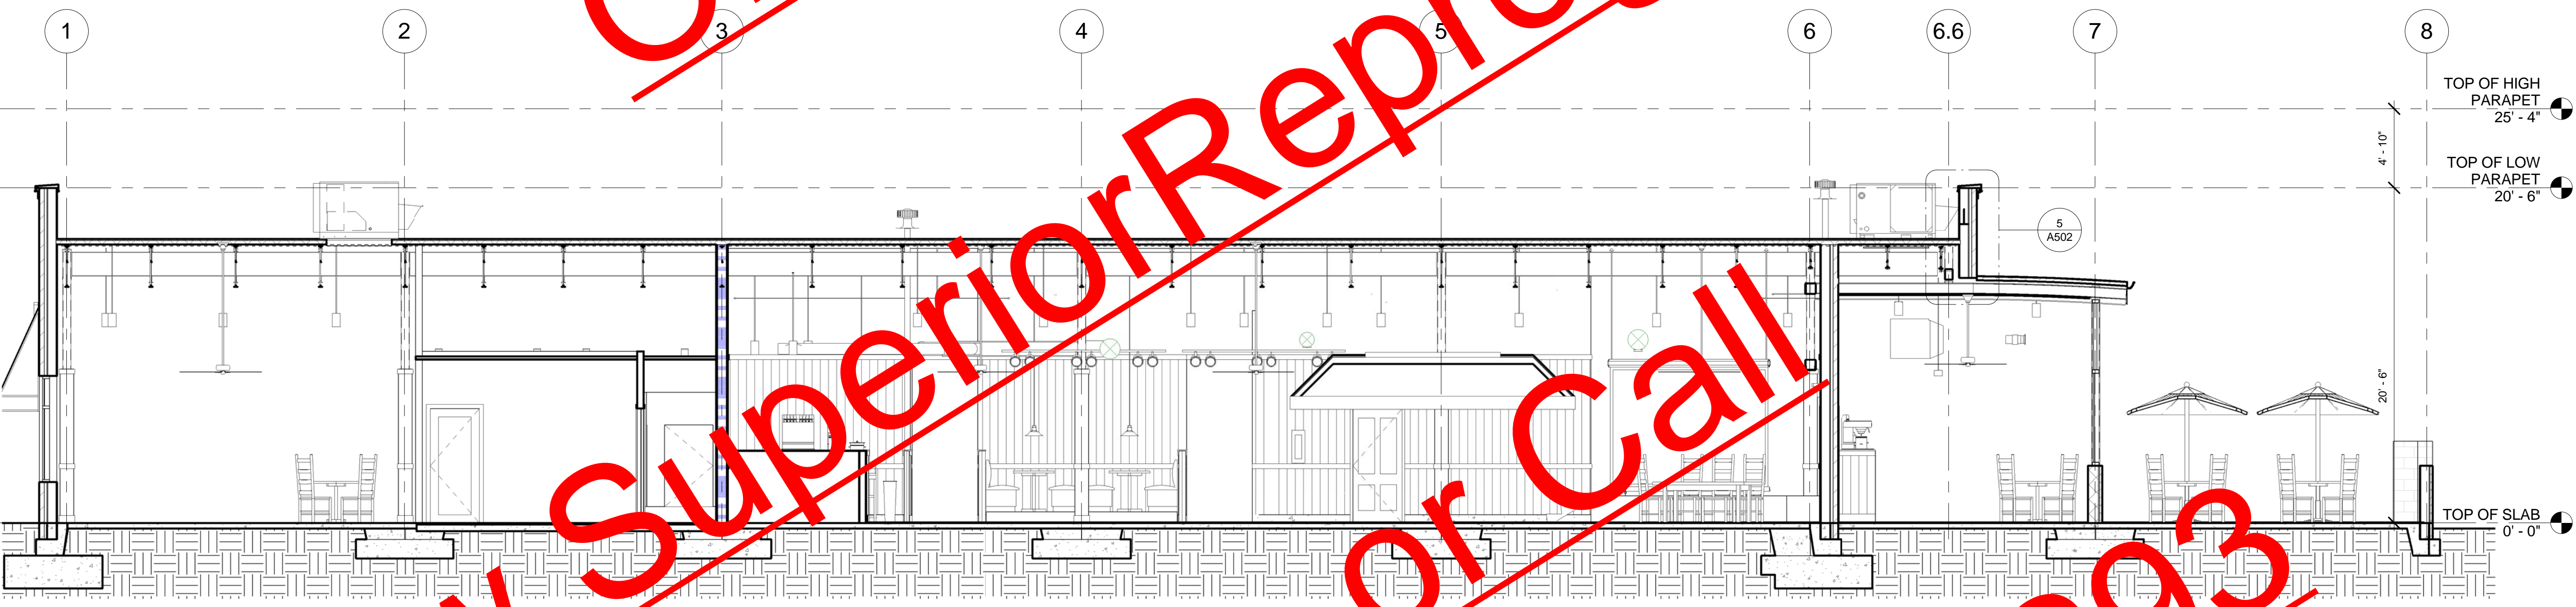 1 2 3 4 5 6 6.6 7 8
TOP OF HIGH
PARAPET
25' - 4"
4' - 10"
TOP OF LOW
PARAPET
20' - 6"
5
A502
20' - 6"
TOP OF SLAB
0' - 0"
SuperiorRepro
or Call